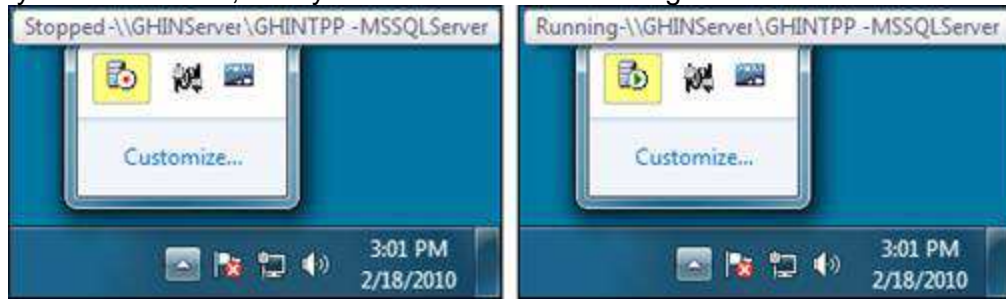 Stopped-\\GHINServer\GHINTPP -MSSQLServer
Customize...
3:01 PM
2/18/2010
Running-\\GHINServer\GHINTPP -MSSQLServer
Customize...
3:01 PM
2/18/2010